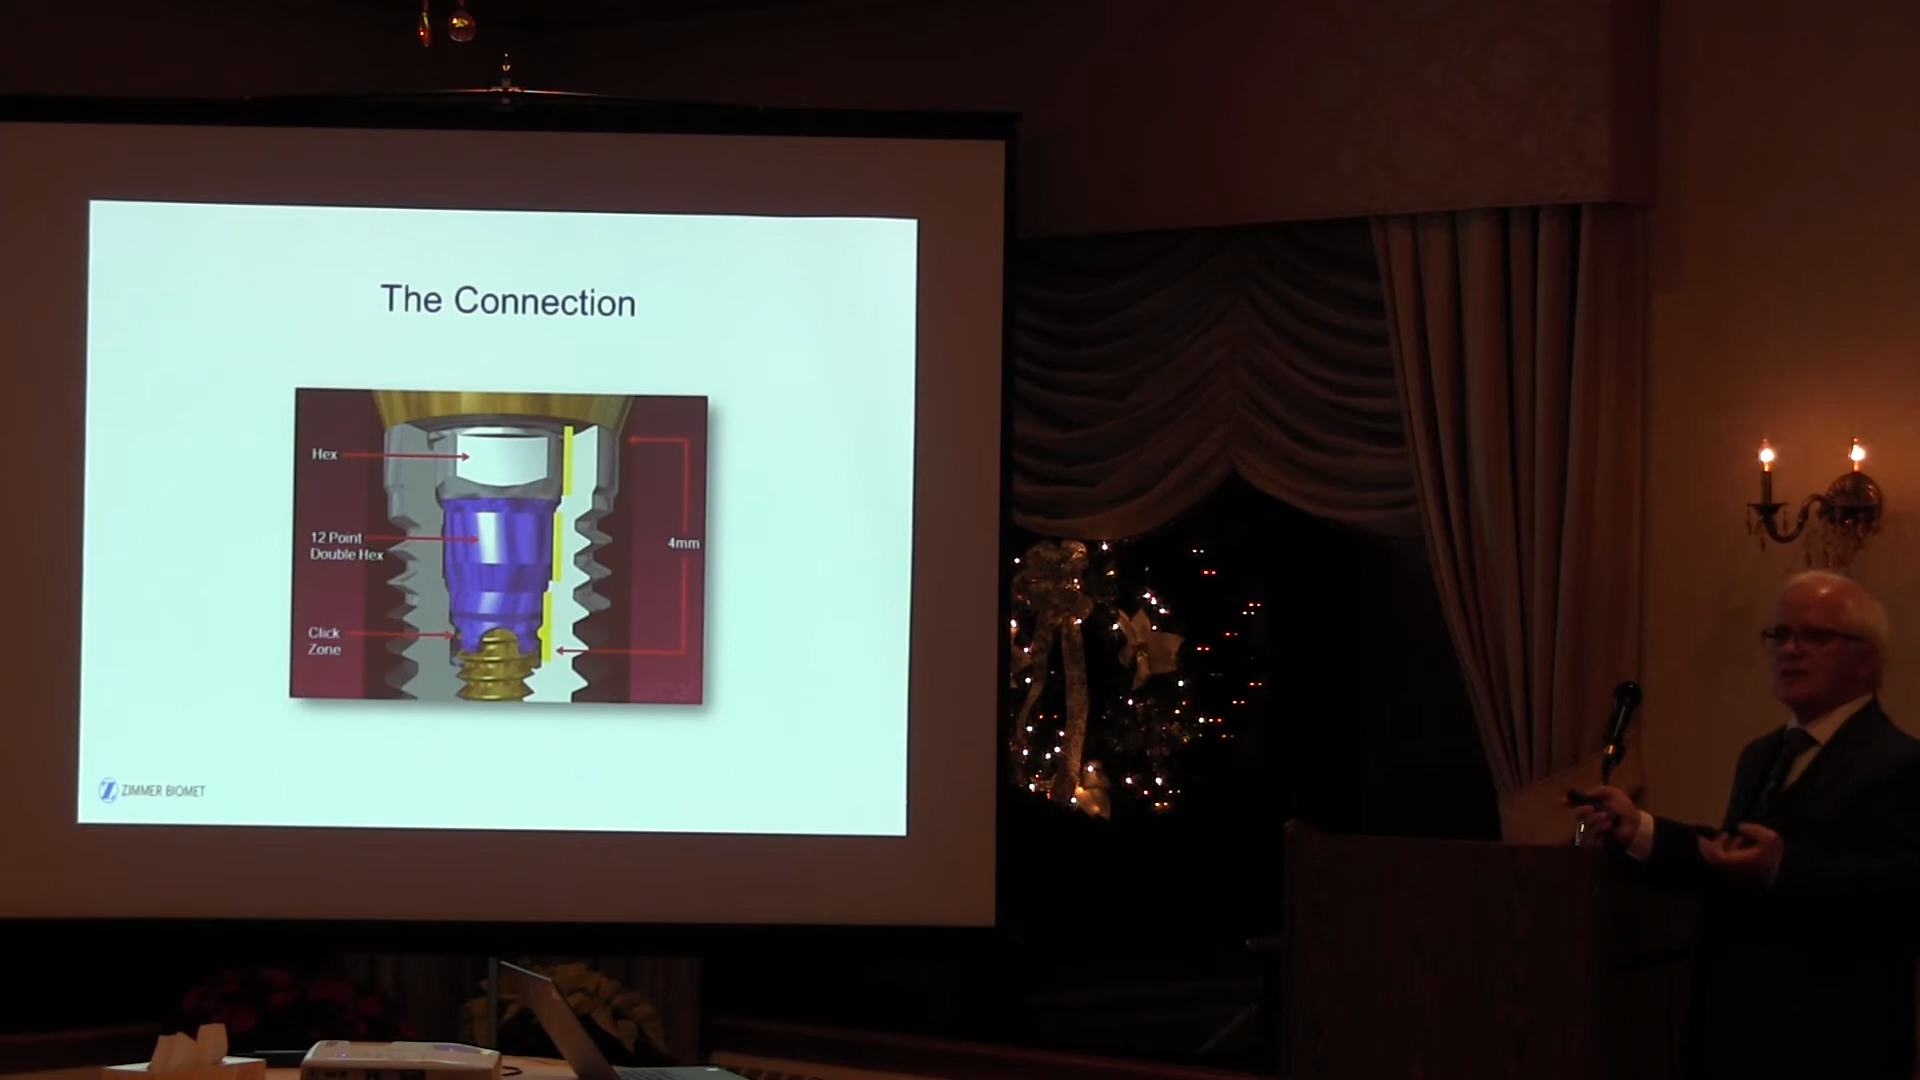 The Connection
Hex
12 Point
Double Hex
4mm
Click
Zone
ZIMMER BIOMET